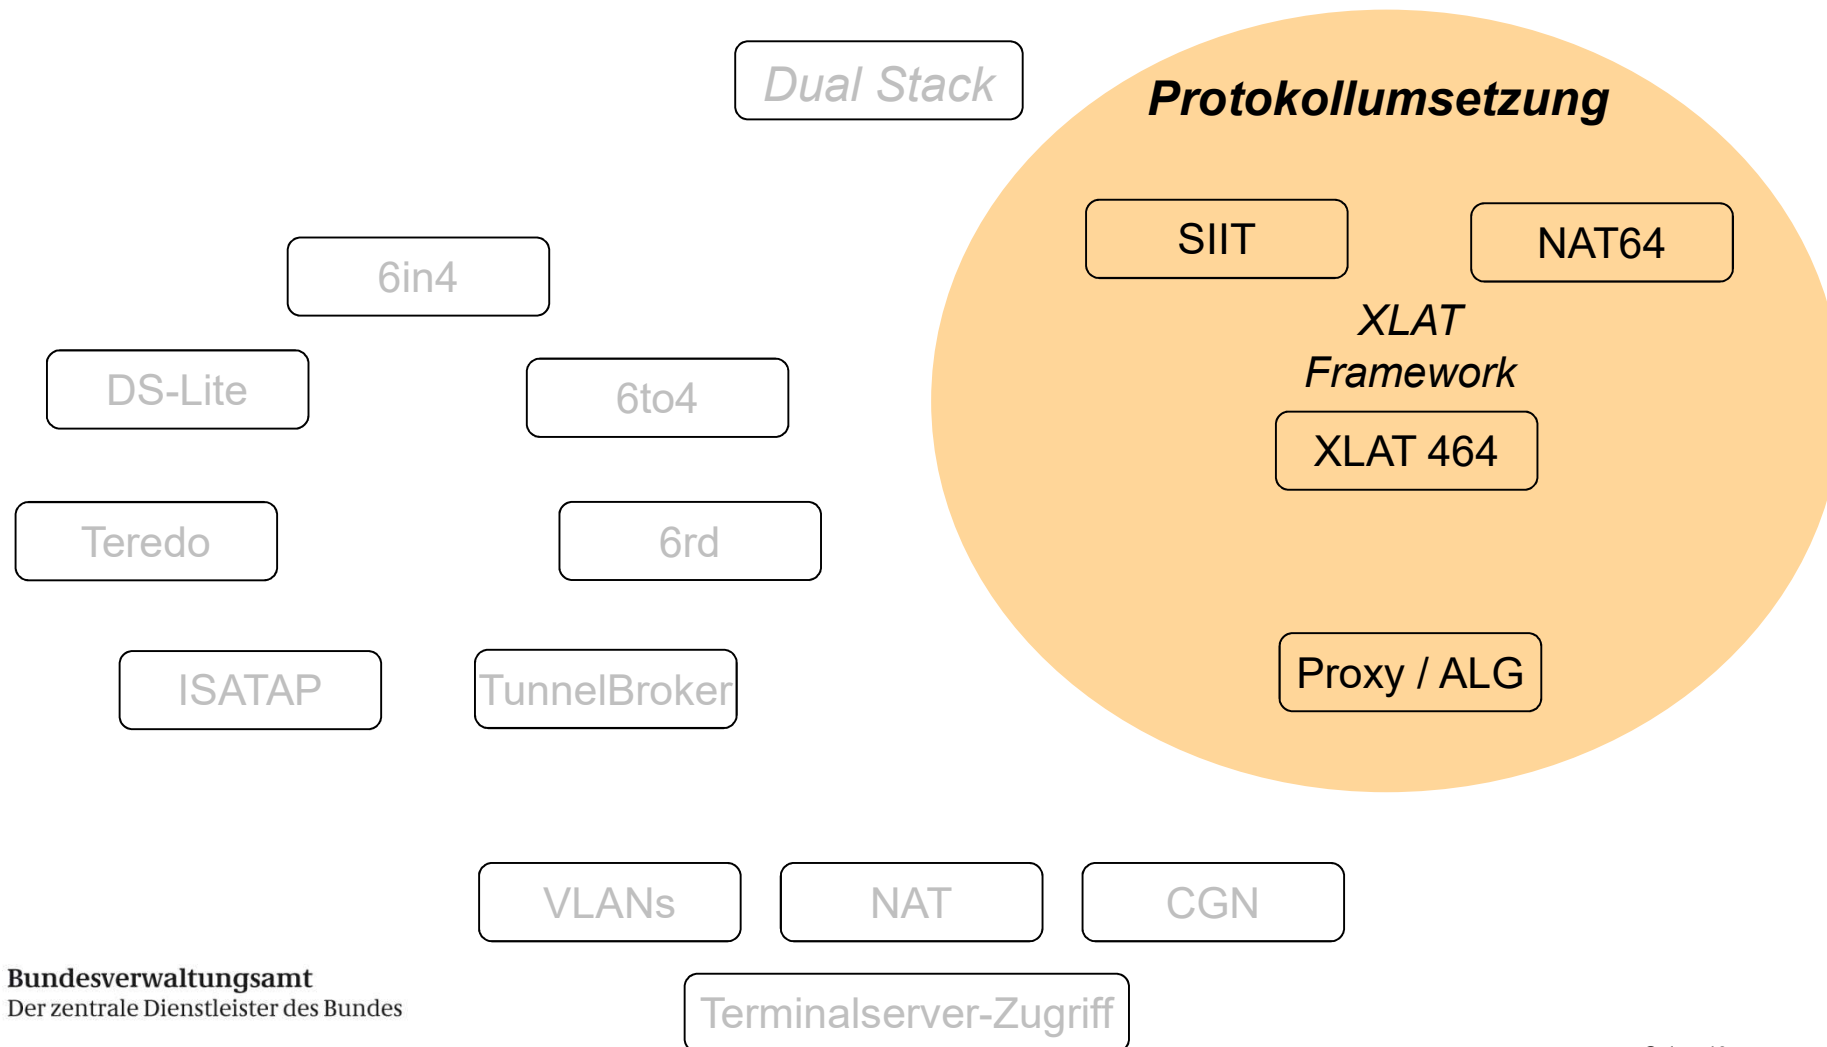 Dual Stack
Protokollumsetzung
SIIT
NAT64
6in4
XLAT
Framework
DS-Lite
6to4
XLAT 464
Teredo
6rd
ISATAP
TunnelBroker
Proxy / ALG
VLANs
NAT
CGN
Bundesverwaltungsamt
Der zentrale Dienstleister des Bundes
Terminalserver-Zugriff